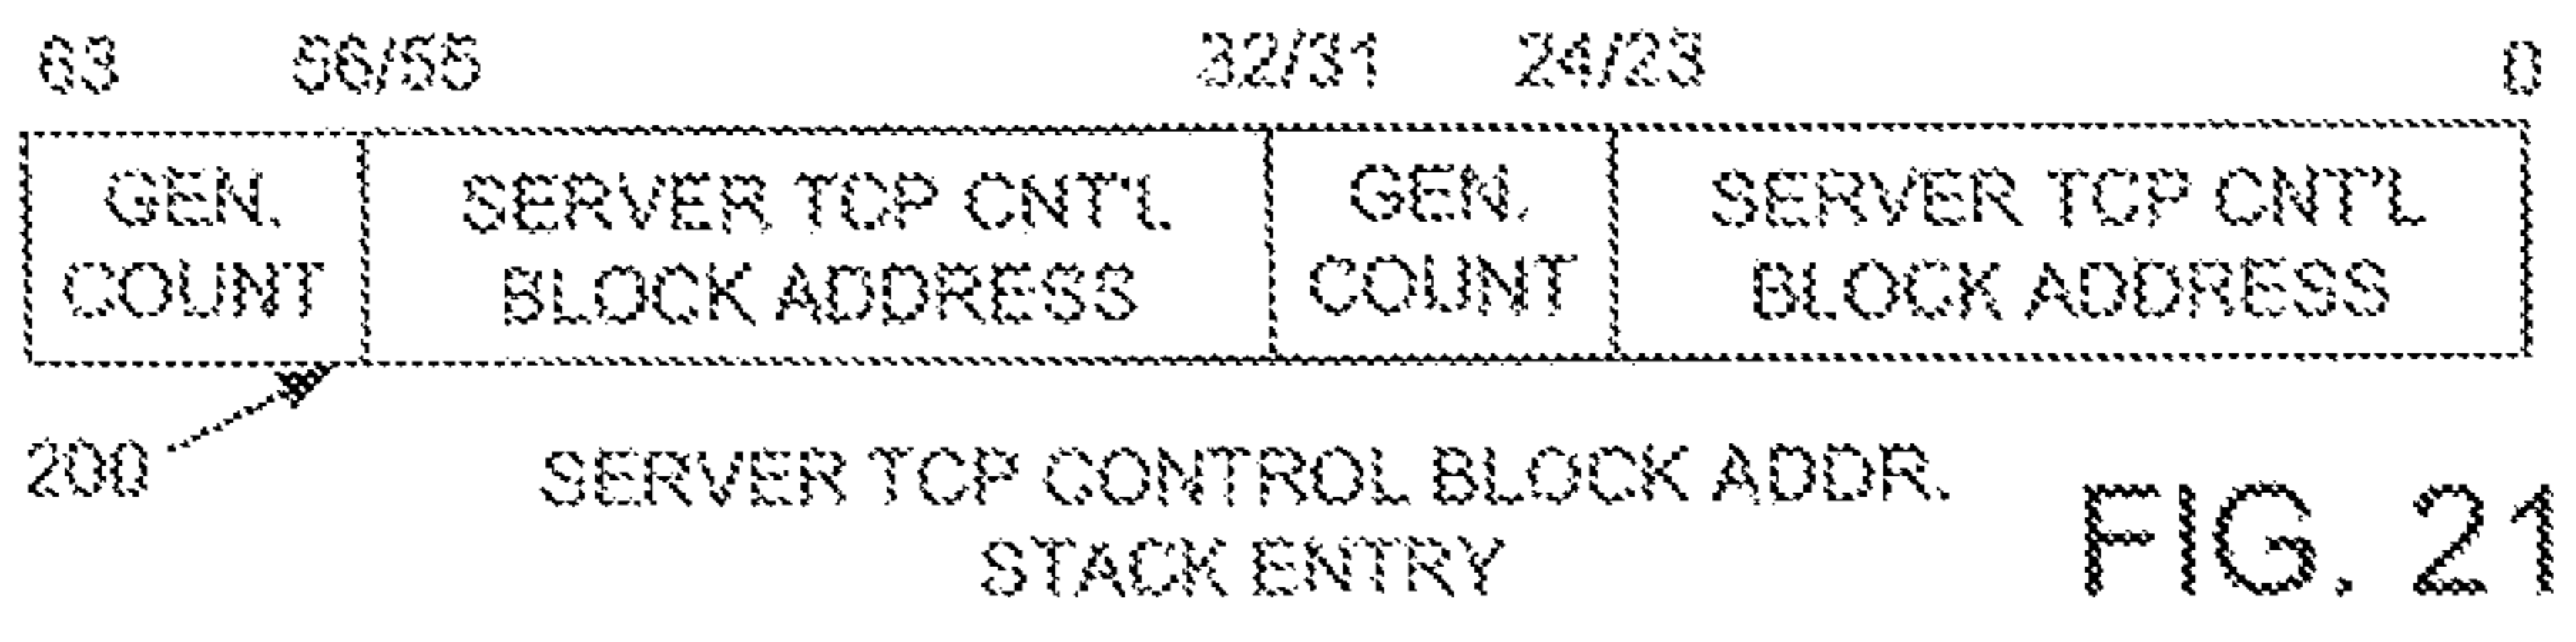 63 56/55 32/31 24/23 0
GEN. SERVER TCP CNT'L GEN. SERVER TCP CNT'L
COUNT BLOCK ADDRESS COUNT BLOCK ADDRESS
200 SERVER TCP CONTROL BLOCK ADDR.
STACK ENTRY
FIG. 21